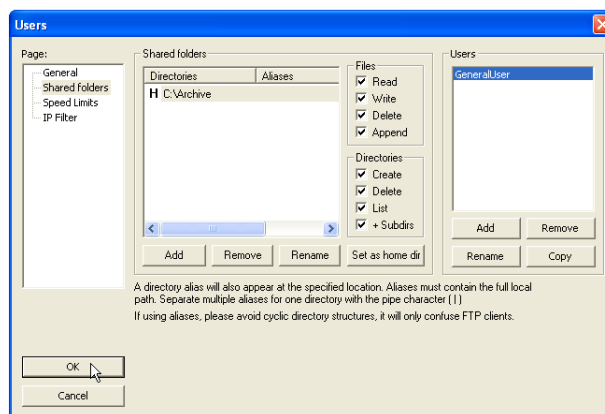 Users
Page:
General
Shared folders
Speed Limits
IP Filter
OK
Cancel
Shared folders
Directories Aliases
H C:\Archive
Add Remove Rename Set as home dir
Files
Read
Write
Delete
Append
Directories
Create
Delete
List
+ Subdirs
Users
GeneralUser
Add Remove
Rename Copy
A directory alias will also appear at the specified location. Aliases must contain the full local
path. Separate multiple aliases for one directory with the pipe character ( | )
If using aliases, please avoid cyclic directory structures, it will only confuse FTP clients.